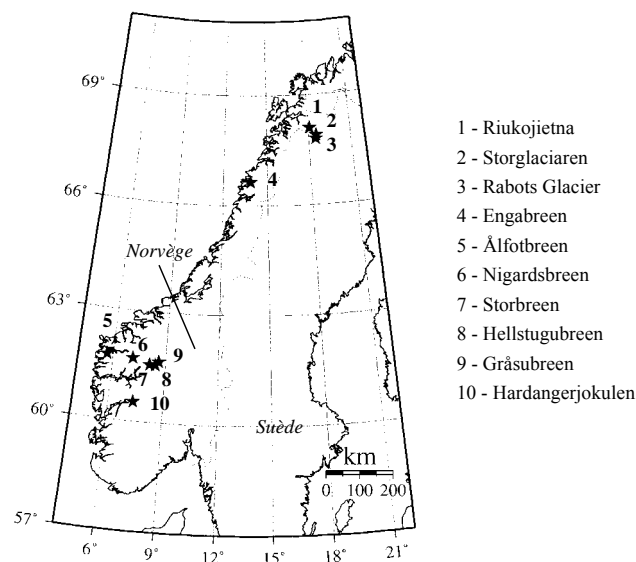 69°
66°
63°
60°
57°
6°
9°
12°
15°
18°
21°
1
2
3
4
Norvège
5
6
9
7
8
10
Suède
km
0 100 200
1 - Riukojietna
2 - Storglaciaren
3 - Rabots Glacier
4 - Engabreen
5 - Ålfotbreen
6 - Nigardsbreen
7 - Storbreen
8 - Hellstugubreen
9 - Gråsubreen
10 - Hardangerjokulen